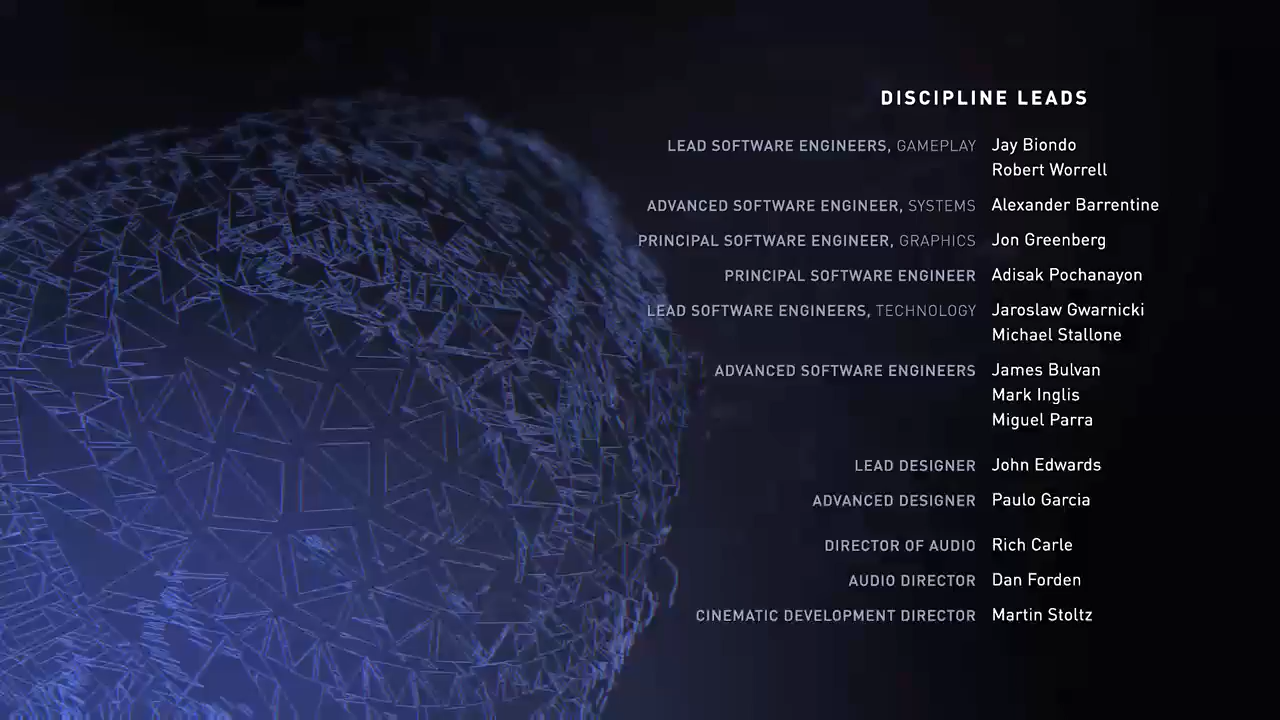 DISCIPLINE LEADS
LEAD SOFTWARE ENGINEERS, GAMEPLAY Jay Biondo
Robert Worrell
ADVANCED SOFTWARE ENGINEER, SYSTEMS Alexander Barrentine
PRINCIPAL SOFTWARE ENGINEER, GRAPHICS Jon Greenberg
PRINCIPAL SOFTWARE ENGINEER Adisak Pochanayon
LEAD SOFTWARE ENGINEERS, TECHNOLOGY Jaroslaw Gwarnicki
Michael Stallone
ADVANCED SOFTWARE ENGINEERS James Bulvan
Mark Inglis
Miguel Parra
LEAD DESIGNER John Edwards
ADVANCED DESIGNER Paulo Garcia
DIRECTOR OF AUDIO Rich Carle
AUDIO DIRECTOR Dan Forden
CINEMATIC DEVELOPMENT DIRECTOR Martin Stoltz